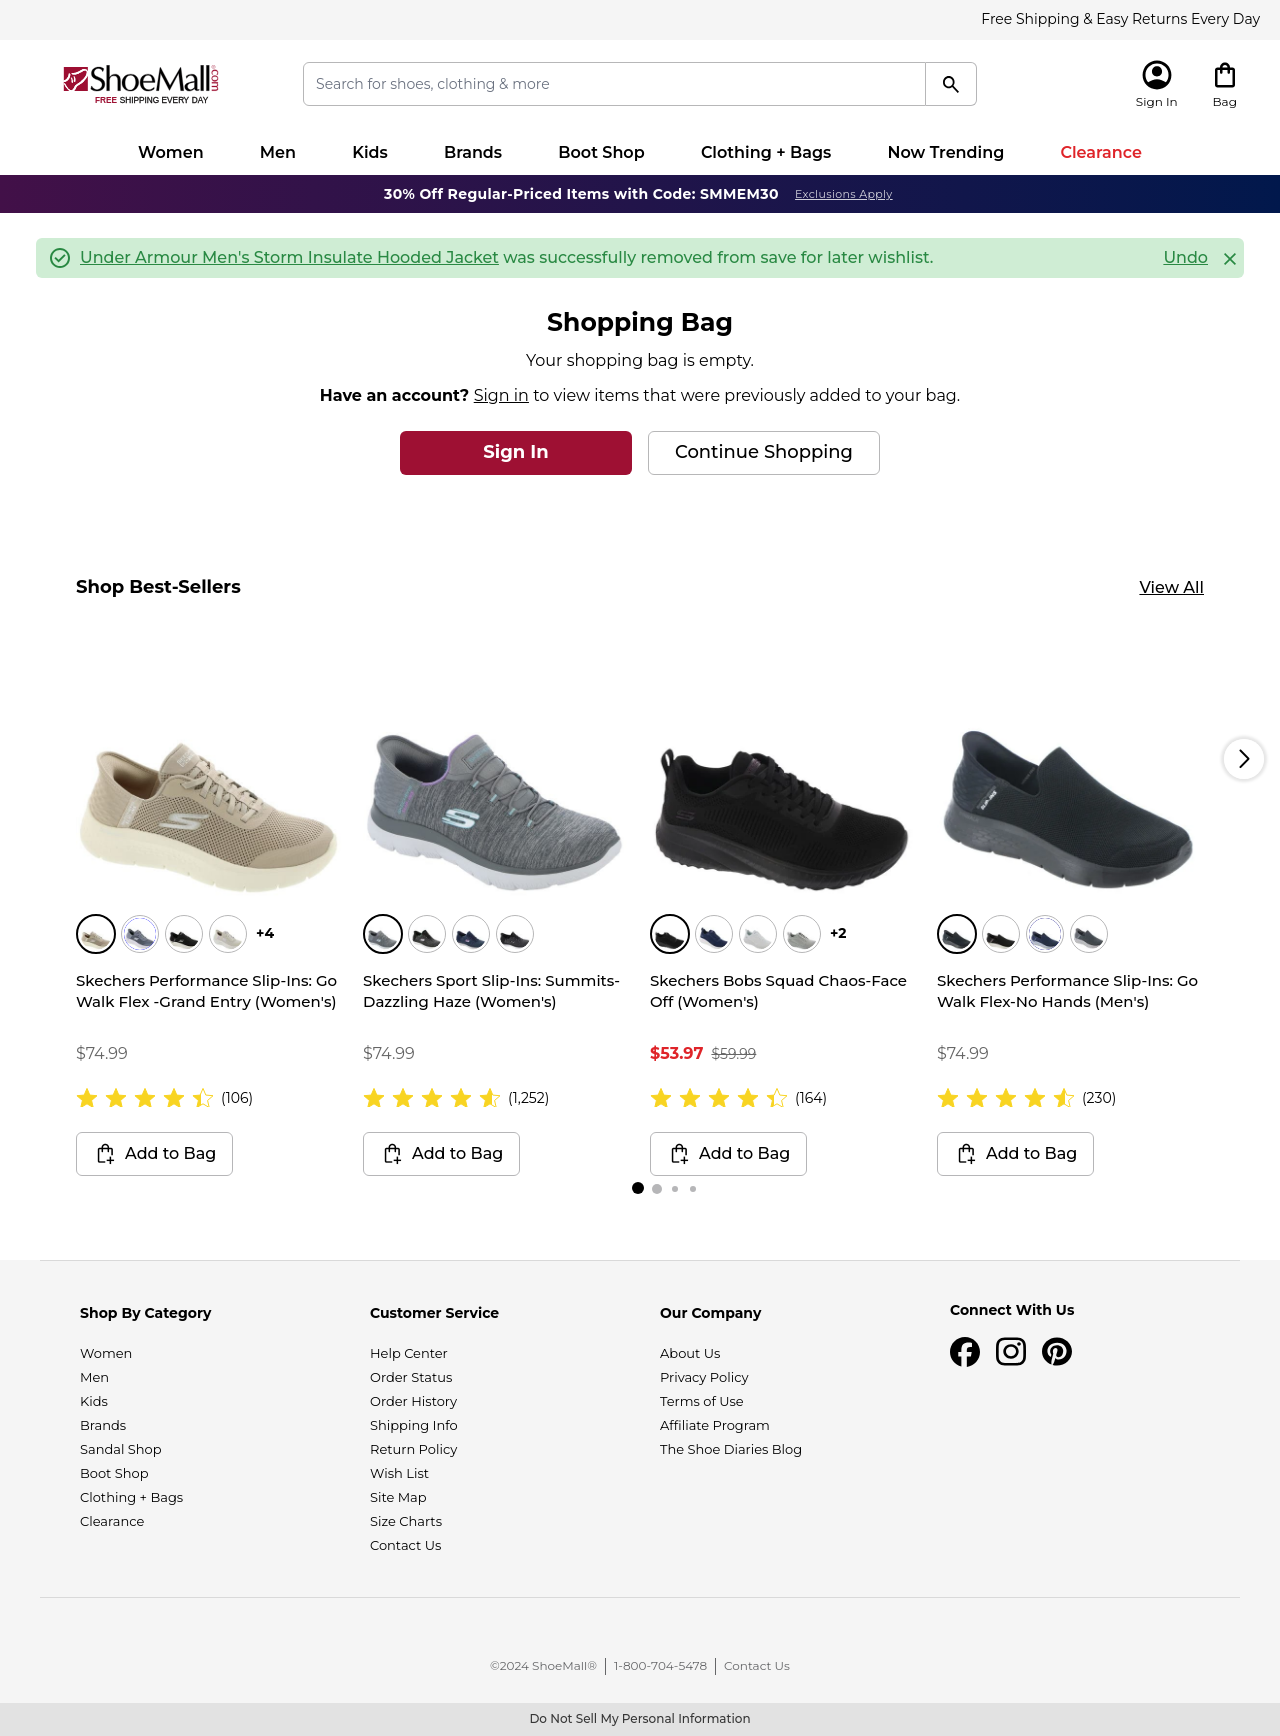 Free Shipping & Easy Returns Every Day
ShoeMall.com
FREE SHIPPING EVERY DAY
Search for shoes, clothing & more
Sign In
Bag
Women Men Kids Brands Boot Shop Clothing + Bags Now Trending Clearance
30% Off Regular-Priced Items with Code: SMMEM30 Exclusions Apply
Under Armour Men's Storm Insulate Hooded Jacket was successfully removed from save for later wishlist. Undo
Shopping Bag
Your shopping bag is empty.
Have an account? Sign in to view items that were previously added to your bag.
Sign In
Continue Shopping
Shop Best-Sellers
View All
+4
Skechers Performance Slip-Ins: Go
Walk Flex -Grand Entry (Women's)
$74.99
(106)
Add to Bag
Skechers Sport Slip-Ins: Summits-
Dazzling Haze (Women's)
$74.99
(1,252)
Add to Bag
+2
Skechers Bobs Squad Chaos-Face
Off (Women's)
$53.97 $59.99
(164)
Add to Bag
Skechers Performance Slip-Ins: Go
Walk Flex-No Hands (Men's)
$74.99
(230)
Add to Bag
Shop By Category
Women
Men
Kids
Brands
Sandal Shop
Boot Shop
Clothing + Bags
Clearance
Customer Service
Help Center
Order Status
Order History
Shipping Info
Return Policy
Wish List
Site Map
Size Charts
Contact Us
Our Company
About Us
Privacy Policy
Terms of Use
Affiliate Program
The Shoe Diaries Blog
Connect With Us
©2024 ShoeMall® | 1-800-704-5478 | Contact Us
Do Not Sell My Personal Information